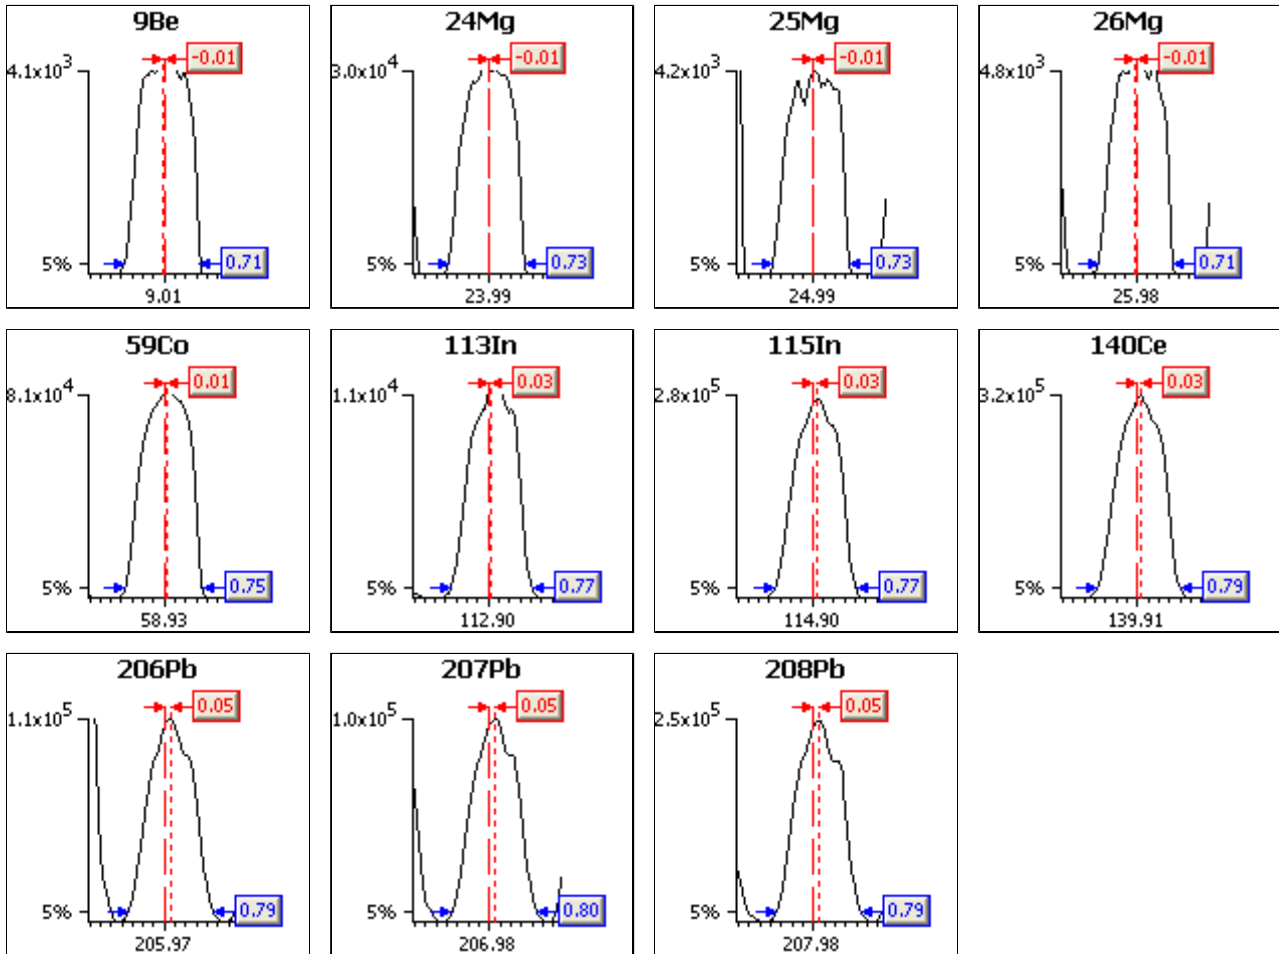 9Be
-0.01
4.1x10³
5%
0.71
9.01
24Mg
-0.01
3.0x10⁴
5%
0.73
23.99
25Mg
-0.01
4.2x10³
5%
0.73
24.99
26Mg
-0.01
4.8x10³
5%
0.71
25.98
59Co
0.01
8.1x10⁴
5%
0.75
58.93
113In
0.03
1.1x10⁴
5%
0.77
112.90
115In
0.03
2.8x10⁵
5%
0.77
114.90
140Ce
0.03
3.2x10⁵
5%
0.79
139.91
206Pb
0.05
1.1x10⁵
5%
0.79
205.97
207Pb
0.05
1.0x10⁵
5%
0.80
206.98
208Pb
0.05
2.5x10⁵
5%
0.79
207.98